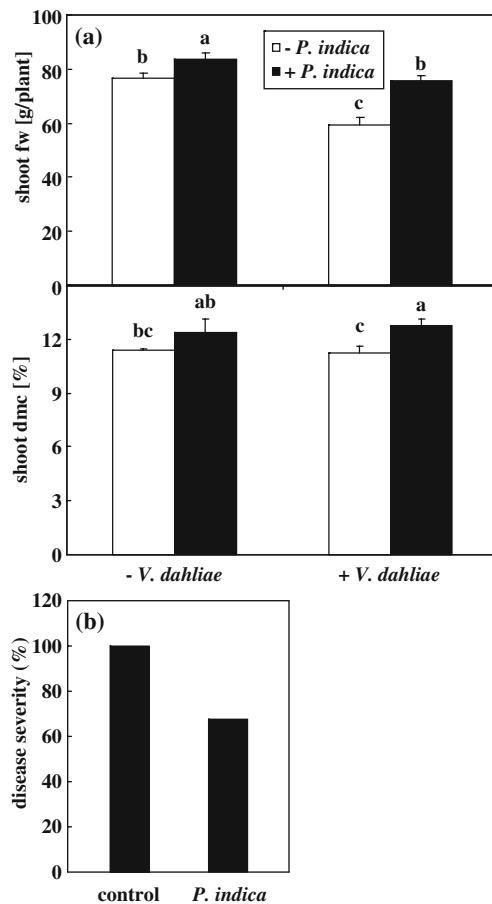 (a)
- P. indica
+ P. indica
shoot fw [g/plant]
100
80
60
40
20
0
b
a
c
b
shoot dmc [%]
12
9
6
3
0
bc
ab
c
a
- V. dahliae
+ V. dahliae
(b)
disease severity (%)
120
100
80
60
40
20
0
control
P. indica